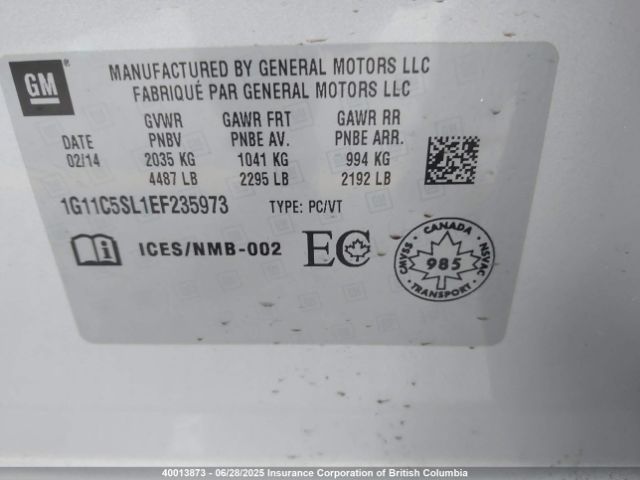 GM
MANUFACTURED BY GENERAL MOTORS LLC
FABRIQUÉ PAR GENERAL MOTORS LLC
GVWR GAWR FRT GAWR RR
DATE PNBV PNBE AV. PNBE ARR.
02/14 2035 KG 1041 KG 994 KG
4487 LB 2295 LB 2192 LB
1G11C5SL1EF235973 TYPE: PC/VT
ICES/NMB-002 EC
CANADA
CMVSS 985 NSVAC
TRANSPORT
40013873 — 06/28/2025 Insurance Corporation of British Columbia